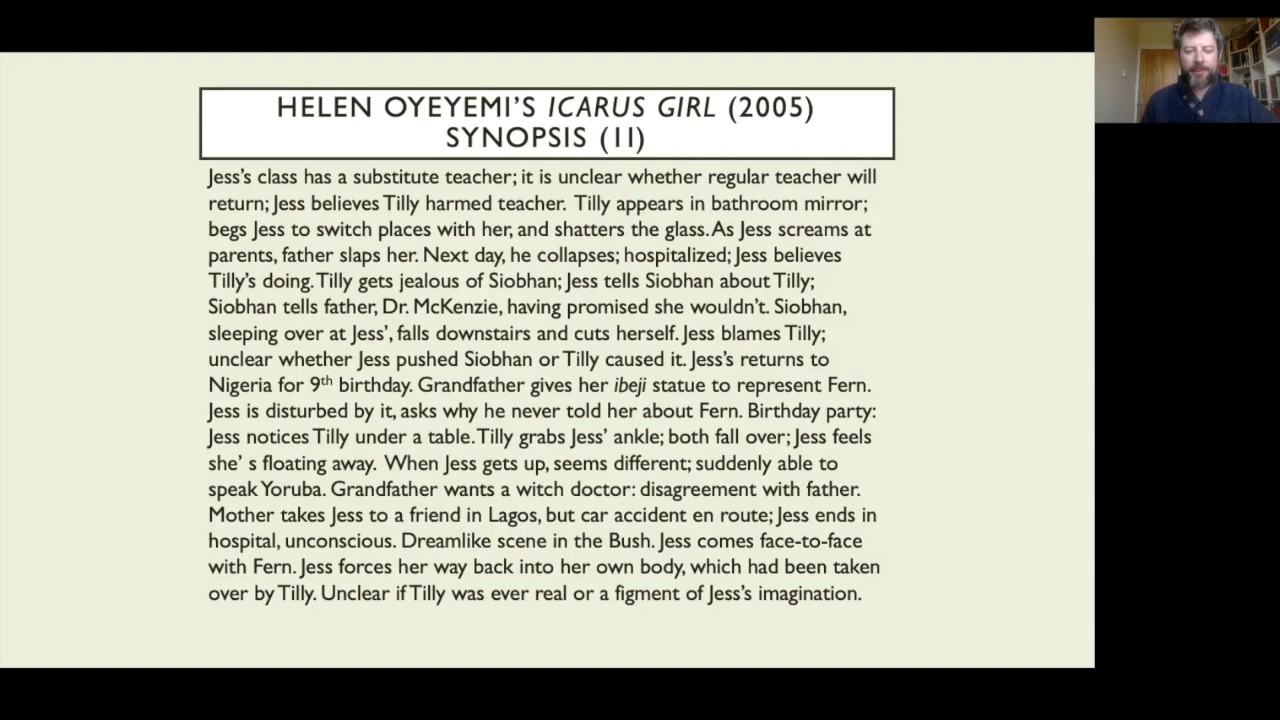 HELEN OYEYEMI'S ICARUS GIRL (2005)
SYNOPSIS (II)
Jess's class has a substitute teacher; it is unclear whether regular teacher will
return; Jess believes Tilly harmed teacher. Tilly appears in bathroom mirror;
begs Jess to switch places with her, and shatters the glass. As Jess screams at
parents, father slaps her. Next day, he collapses; hospitalized; Jess believes
Tilly's doing. Tilly gets jealous of Siobhan; Jess tells Siobhan about Tilly;
Siobhan tells father, Dr. McKenzie, having promised she wouldn't. Siobhan,
sleeping over at Jess', falls downstairs and cuts herself. Jess blames Tilly;
unclear whether Jess pushed Siobhan or Tilly caused it. Jess's returns to
Nigeria for 9th birthday. Grandfather gives her ibeji statue to represent Fern.
Jess is disturbed by it, asks why he never told her about Fern. Birthday party:
Jess notices Tilly under a table. Tilly grabs Jess' ankle; both fall over; Jess feels
she' s floating away. When Jess gets up, seems different; suddenly able to
speak Yoruba. Grandfather wants a witch doctor: disagreement with father.
Mother takes Jess to a friend in Lagos, but car accident en route; Jess ends in
hospital, unconscious. Dreamlike scene in the Bush. Jess comes face-to-face
with Fern. Jess forces her way back into her own body, which had been taken
over by Tilly. Unclear if Tilly was ever real or a figment of Jess's imagination.